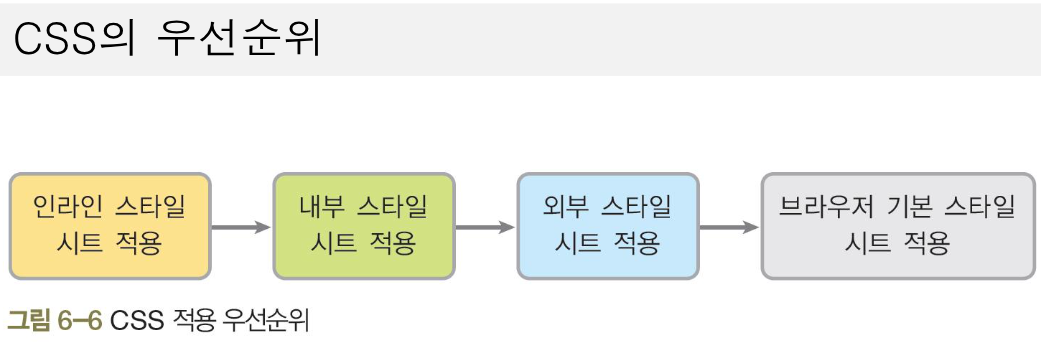 CSS의 우선순위
인라인 스타일
시트 적용
내부 스타일
시트 적용
외부 스타일
시트 적용
브라우저 기본 스타일
시트 적용
그림 6-6 CSS 적용 우선순위